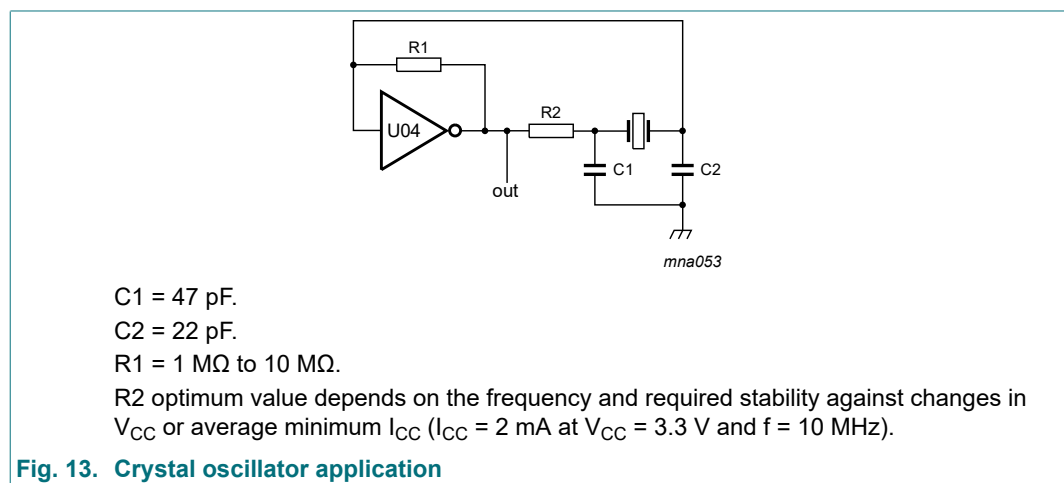 R1
U04
R2
C1
C2
out
mna053
C1 = 47 pF.
C2 = 22 pF.
R1 = 1 MΩ to 10 MΩ.
R2 optimum value depends on the frequency and required stability against changes in
VCC or average minimum ICC (ICC = 2 mA at VCC = 3.3 V and f = 10 MHz).
Fig. 13. Crystal oscillator application